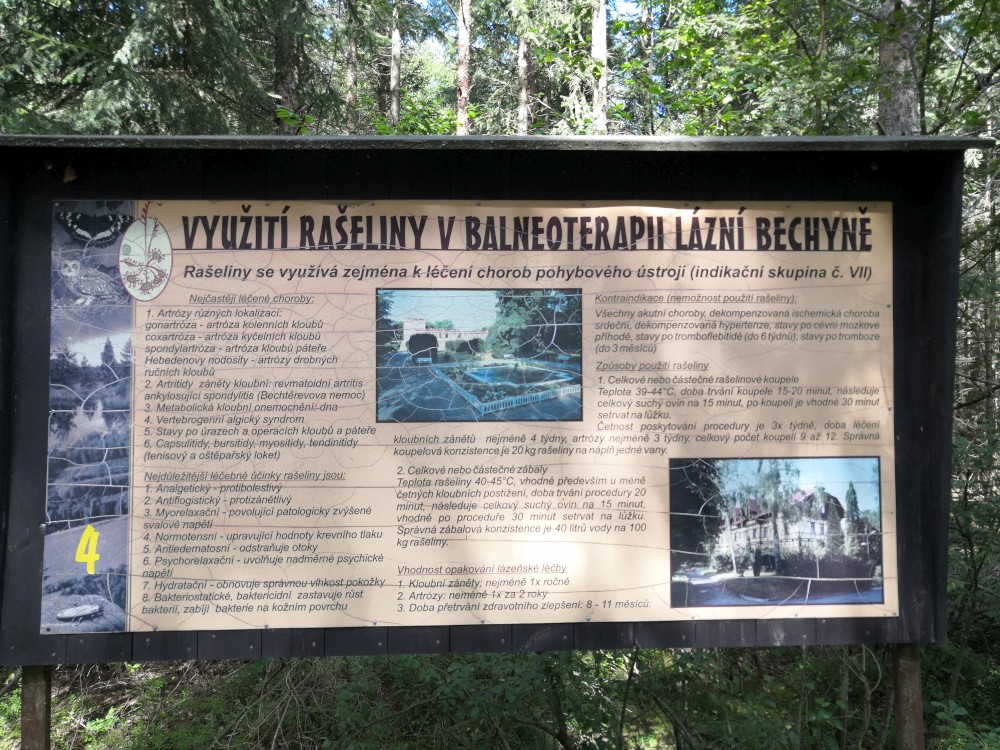 VYUŽITÍ RAŠELINY V BALNEOTERAPII LÁZNÍ BECHYNĚ
Rašeliny se využívá zejména k léčení chorob pohybového ústrojí (indikační skupina č. VII)
Nejčastěji léčené choroby:
1. Artrózy různých lokalizací:
gonartróza - artróza kolenních kloubů
coxartróza - artróza kyčelních kloubů
spondylartróza - artróza kloubů páteře
Hebedenovy nodosity - artrózy drobných
ručních kloubů
2. Artritidy záněty kloubní: revmatoidní artritis
ankylosující spondylitis (Bechtěrevova nemoc)
3. Metabolická kloubní onemocnění: dna
4. Vertebrogenní algický syndrom
5. Stavy po úrazech a operacích kloubů a páteře
6. Capsulitidy, bursitidy, myositidy, tendinitidy
(tenisový a oštěpařský loket)
Nejdůležitější léčebné účinky rašeliny jsou:
1. Analgetický - protibolestivý
2. Antiflogistický - protizánětlivý
3. Myorelaxační - povolující patologicky zvýšené
svalové napětí
4. Normotensní - upravující hodnoty krevního tlaku
5. Antiedematosní - odstraňuje otoky
6. Psychorelaxační - uvolňuje nadměrné psychické
napětí
7. Hydratační - obnovuje správnou vlhkost pokožky
8. Bakteriostatické, baktericidní zastavuje růst
bakterií, zabíjí bakterie na kožním povrchu
4
Kontraindikace (nemožnost použití rašeliny):
Všechny akutní choroby, dekompenzovaná ischemická choroba
srdeční, dekompenzovaná hypertenze, stavy po cévní mozkové
příhodě, stavy po tromboflebitidě (do 6 týdnů), stavy po trombóze
(do 3 měsíců)
Způsoby použití rašeliny
1. Celkové nebo částečné rašelinové koupele
Teplota 39-44°C, doba trvání koupele 15-20 minut, následuje
celkový suchý ovin na 15 minut, po koupeli je vhodné 30 minut
setrvat na lůžku.
Četnost poskytování procedury je 3x týdně, doba léčení
kloubních zánětů nejméně 4 týdny, artrózy nejméně 3 týdny, celkový počet koupelí 9 až 12. Správná
koupelová konzistence je 20 kg rašeliny na náplň jedné vany.
2. Celkové nebo částečné zábaly
Teplota rašeliny 40-45°C, vhodné především u méně
četných kloubních postižení, doba trvání procedury 20
minut, následuje celkový suchý ovin na 15 minut,
vhodné po proceduře 30 minut setrvat na lůžku.
Správná zábalová konzistence je 40 litrů vody na 100
kg rašeliny.
Vhodnost opakování lázeňské léčby
1. Kloubní záněty: nejméně 1x ročně
2. Artrózy: neméně 1x za 2 roky
3. Doba přetrvání zdravotního zlepšení: 8 - 11 měsíců.